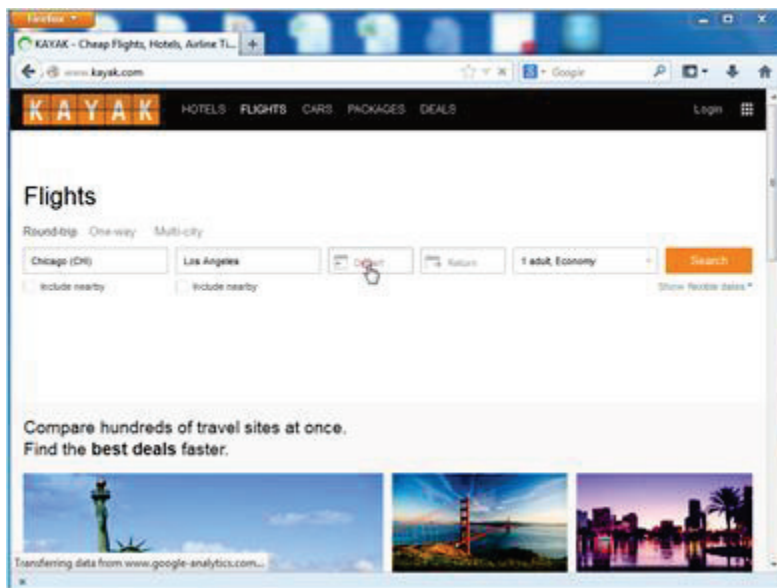 Firefox
KAYAK - Cheap Flights, Hotels, Airline Ti... +
www.kayak.com
Google
KAYAK HOTELS FLIGHTS CARS PACKAGES DEALS Login
Flights
Round-trip One-way Multi-city
Chicago (CHI) Los Angeles Depart Return 1 adult, Economy Search
Include nearby Include nearby Show flexible dates
Compare hundreds of travel sites at once.
Find the best deals faster.
Transferring data from www.google-analytics.com...